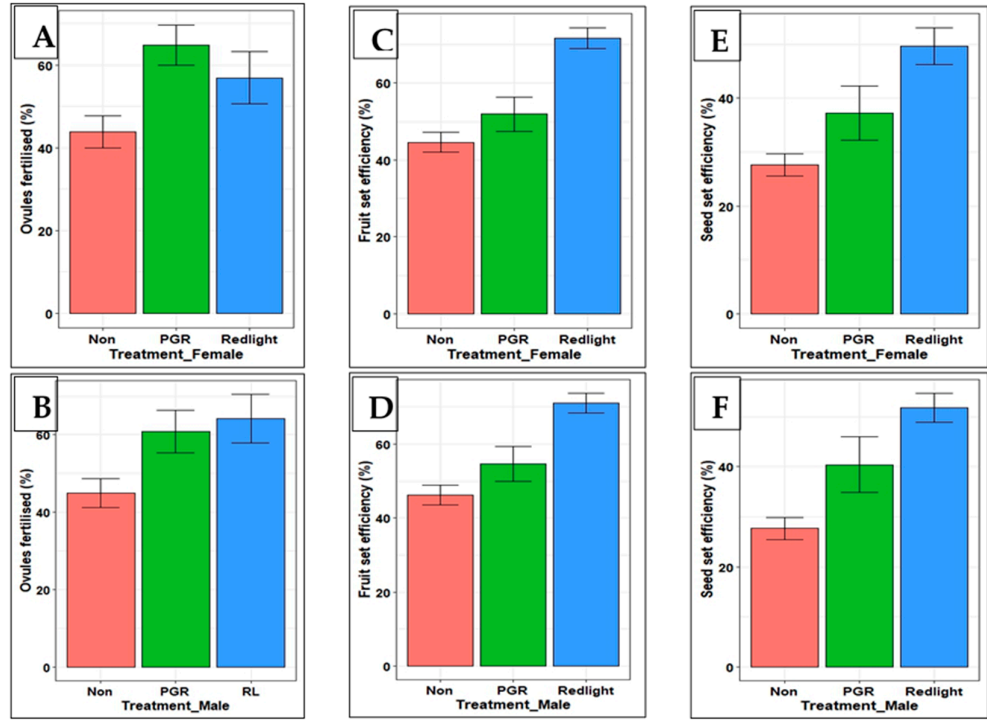 A
Ovules fertilised (%)
60
40
20
0
Non PGR Redlight
Treatment_Female
C
Fruit set efficiency (%)
60
40
20
0
Non PGR Redlight
Treatment_Female
E
Seed set efficiency (%)
40
20
0
Non PGR Redlight
Treatment_Female
B
Ovules fertilised (%)
60
40
20
0
Non PGR RL
Treatment_Male
D
Fruit set efficiency (%)
60
40
20
0
Non PGR Redlight
Treatment_Male
F
Seed set efficiency (%)
40
20
0
Non PGR Redlight
Treatment_Male